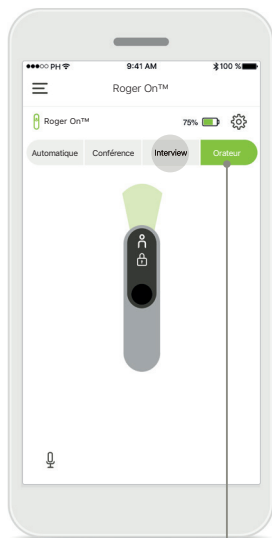 PH 9:41 AM 100 %
Roger On™
Roger On™ 75%
Automatique Conférence Interview Orateur